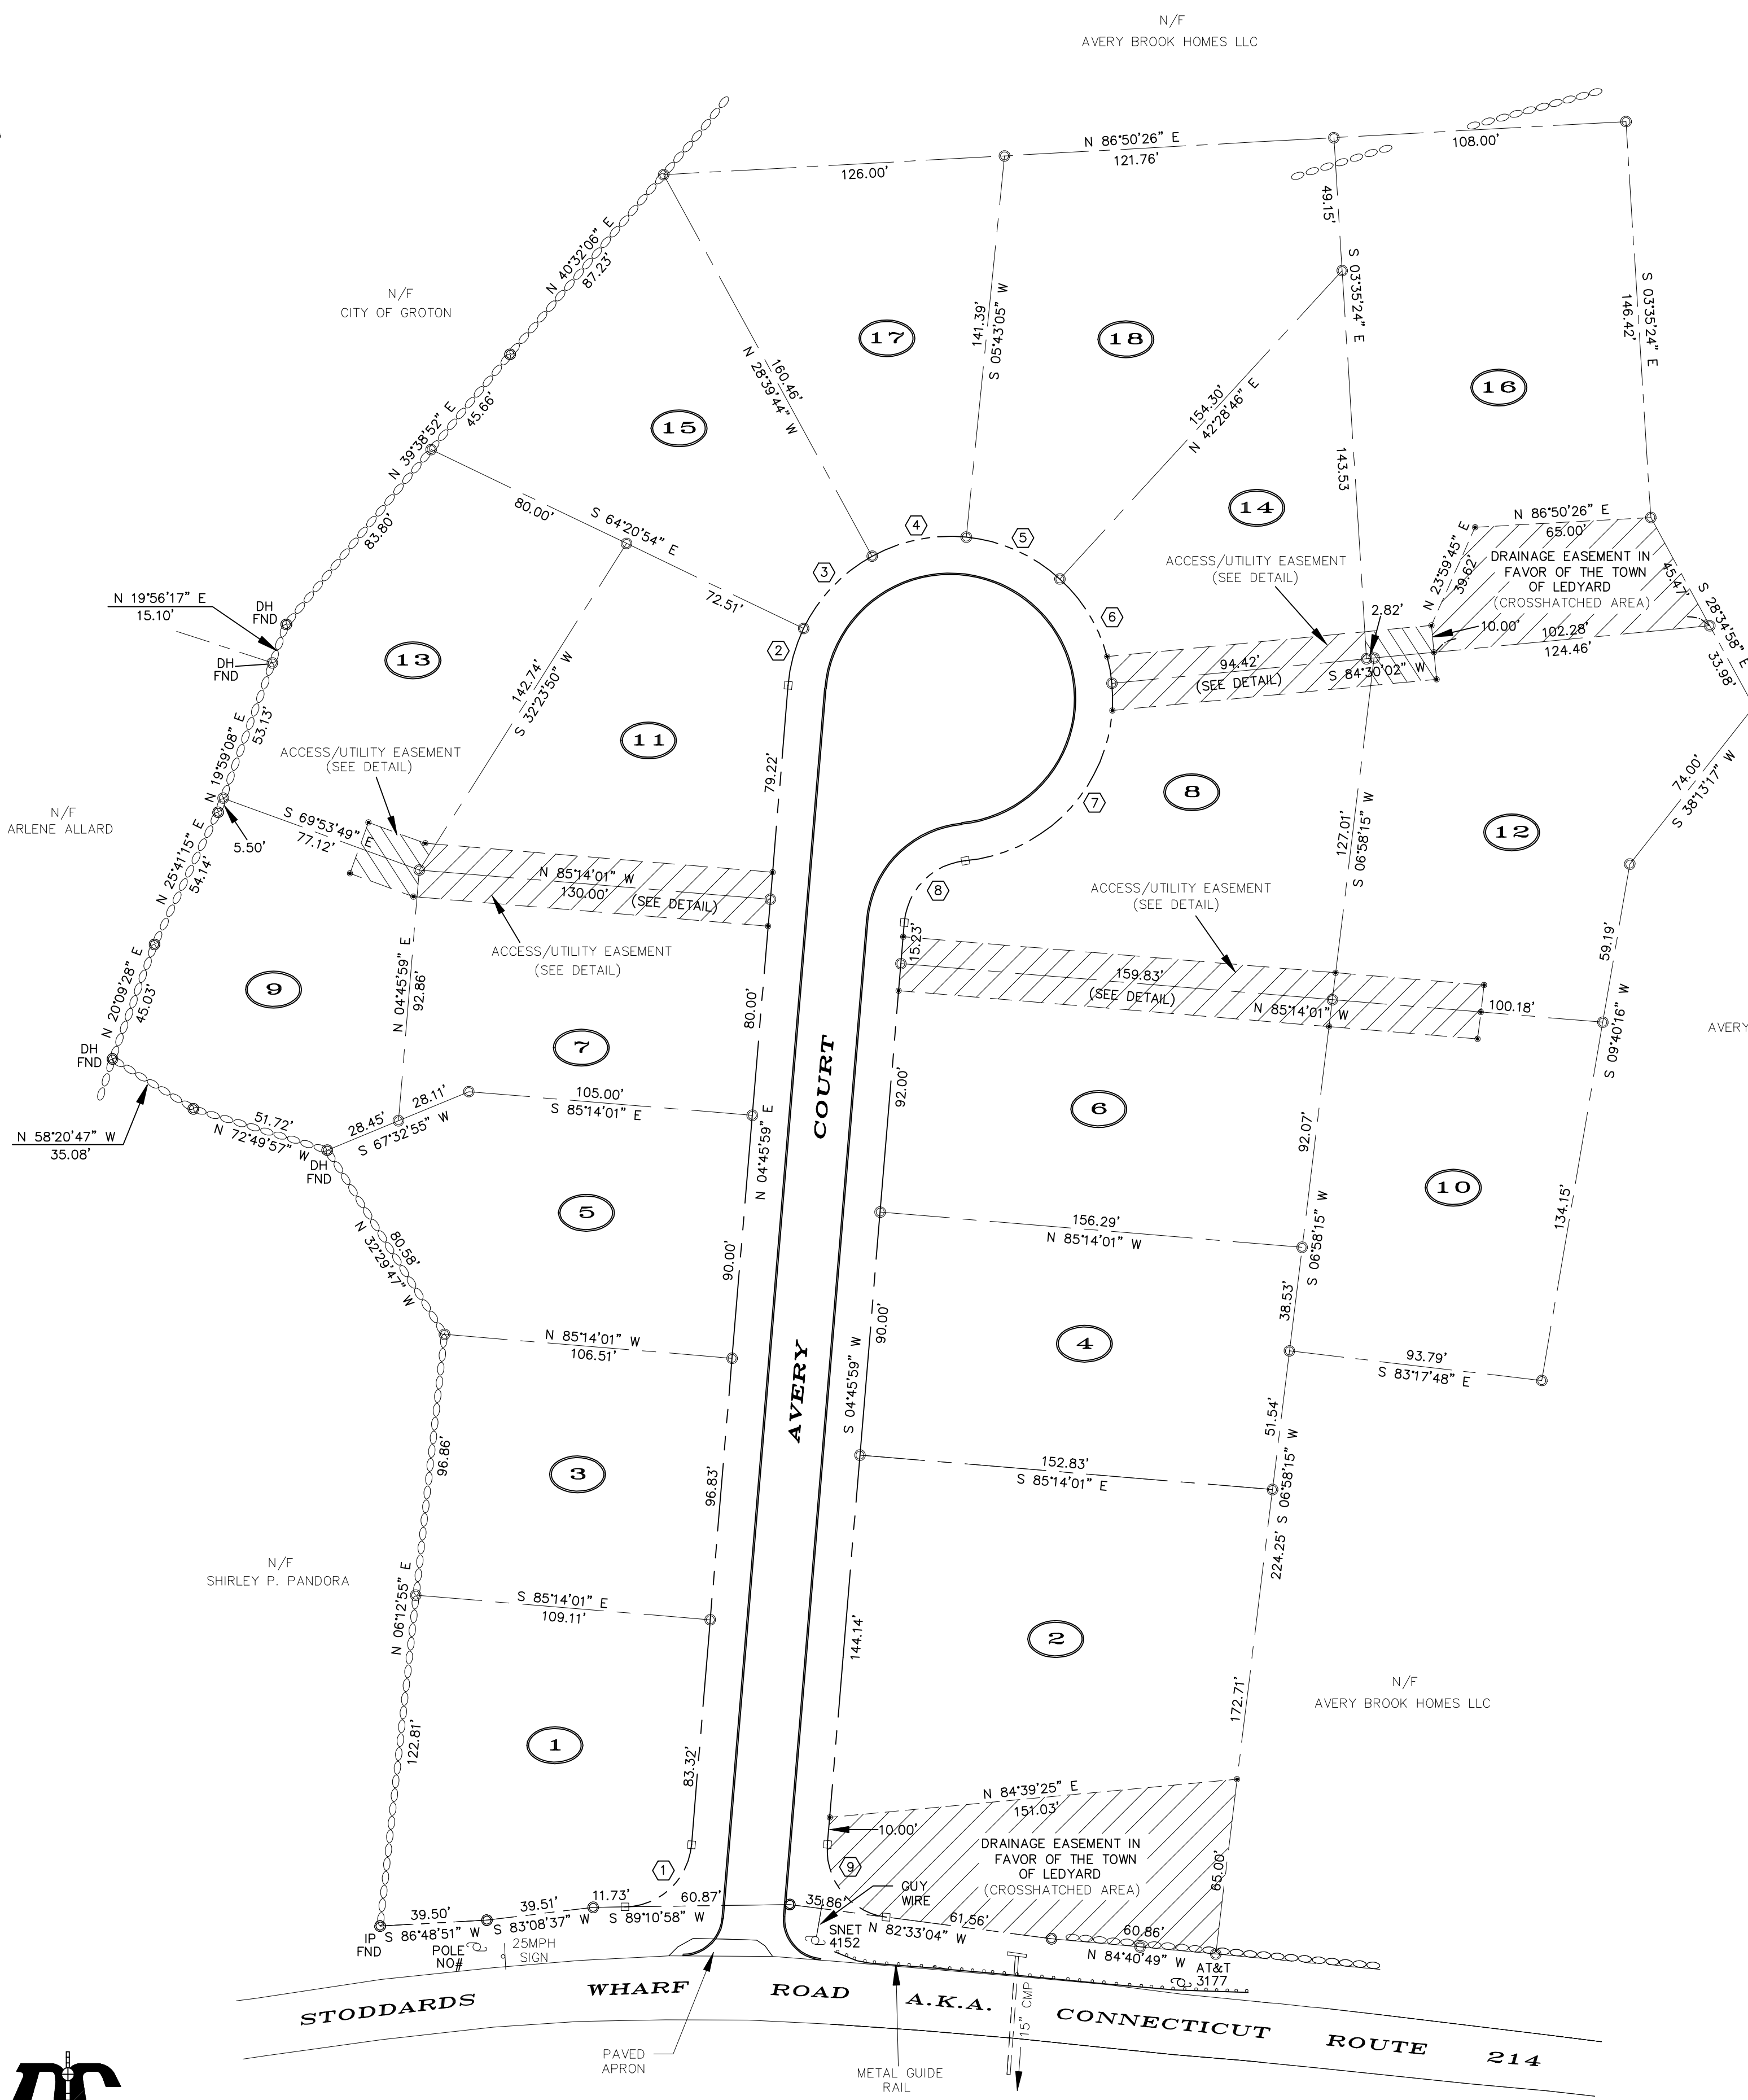 N/F
AVERY BROOK HOMES LLC
N 86°50'26" E
126.00'
121.76'
108.00'
49.15'
S 03°35'24" E
143.53
S 03°35'24" E
146.42'
N 40°32'06" E
87.23'
N/F
CITY OF GROTON
17
18
16
15
14
141.39'
S 05°43'05" W
160.46'
N 28°39'44" W
154.30'
N 42°28'46" E
N 39°38'52" E
45.66'
83.80'
80.00'
S 64°20'54" E
72.51'
4
5
3
6
2
ACCESS/UTILITY EASEMENT
(SEE DETAIL)
N 86°50'26" E
65.00'
DRAINAGE EASEMENT IN
FAVOR OF THE TOWN
OF LEDYARD
(CROSSHATCHED AREA)
N 23°59'45" E
39.62'
45.47'
S 28°34'58" E
33.98'
2.82'
10.00'
102.28'
124.46'
94.42'
(SEE DETAIL)
S 84°30'02" W
N 19°56'17" E
15.10'
DH
FND
DH
FND
13
142.74'
S 32°23'50" W
11
79.22'
N 19°59'08" E
53.13'
ACCESS/UTILITY EASEMENT
(SEE DETAIL)
N/F
ARLENE ALLARD
5.50'
S 69°53'49" E
77.12'
N 25°41'15" E
54.14'
N 85°14'01" W
130.00'
(SEE DETAIL)
ACCESS/UTILITY EASEMENT
(SEE DETAIL)
7
8
8
12
127.01'
S 06°58'15" W
74.00'
S 38°13'17" W
ACCESS/UTILITY EASEMENT
(SEE DETAIL)
15.23'
159.83'
(SEE DETAIL)
N 85°14'01" W
100.18'
59.19'
S 09°40'16" W
AVERY
9
N 20°09'28" E
45.03'
N 04°45'59" E
92.86'
80.00'
7
DH
FND
N 58°20'47" W
35.08'
51.72'
N 72°49'57" W
DH
FND
28.45'
28.11'
S 67°32'55" W
105.00'
S 85°14'01" E
N 04°45'59" E
COURT
92.00'
6
92.07'
S 06°58'15" W
10
134.15'
5
80.58'
N 32°29'47" W
90.00'
156.29'
N 85°14'01" W
38.53'
N 85°14'01" W
106.51'
AVERY
90.00'
S 04°45'59" W
4
93.79'
S 83°17'48" E
51.54'
96.86'
3
96.83'
152.83'
S 85°14'01" E
224.25' S 06°58'15" W
N/F
SHIRLEY P. PANDORA
N 06°12'55" E
S 85°14'01" E
109.11'
144.14'
2
172.71'
N/F
AVERY BROOK HOMES LLC
122.81'
1
83.32'
N 84°39'25" E
151.03'
10.00'
DRAINAGE EASEMENT IN
FAVOR OF THE TOWN
OF LEDYARD
(CROSSHATCHED AREA)
65.00'
1
9
GUY
WIRE
39.50'
S 86°48'51" W
39.51'
S 83°08'37" W
11.73'
60.87'
S 89°10'58" W
35.86'
61.56'
N 82°33'04" W
60.86'
N 84°40'49" W
IP
FND
POLE
NO#
25MPH
SIGN
SNET
4152
AT&T
3177
STODDARDS WHARF ROAD A.K.A. CONNECTICUT ROUTE 214
15" CMP
PAVED
APRON
METAL GUIDE
RAIL